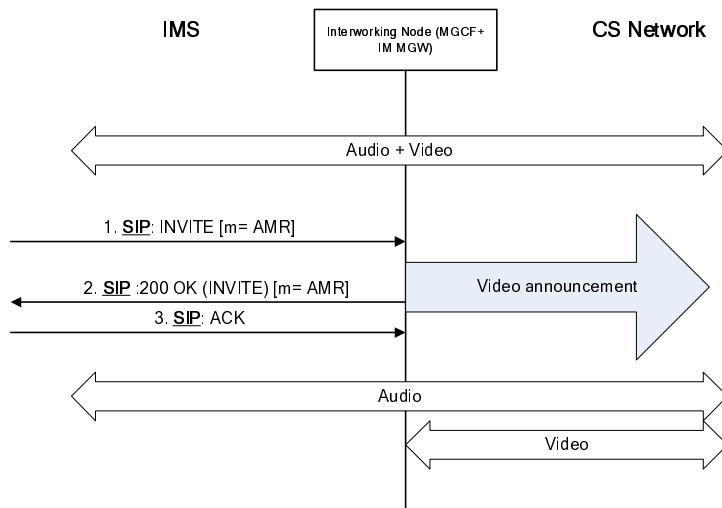 IMS
Interworking Node (MGCF+
IM MGW)
CS Network
Audio + Video
1. SIP: INVITE [m= AMR]
2. SIP :200 OK (INVITE) [m= AMR]
Video announcement
3. SIP: ACK
Audio
Video